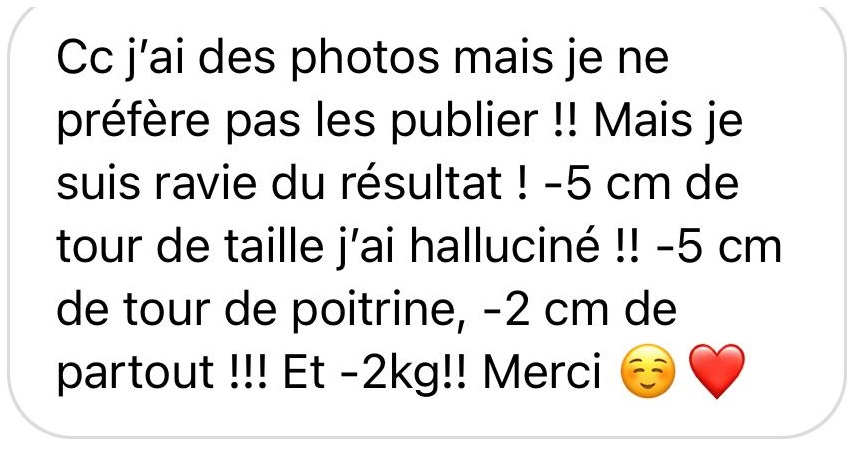 Cc j’ai des photos mais je ne
préfère pas les publier !! Mais je
suis ravie du résultat ! -5 cm de
tour de taille j’ai halluciné !! -5 cm
de tour de poitrine, -2 cm de
partout !!! Et -2kg!! Merci ☺️ ❤️